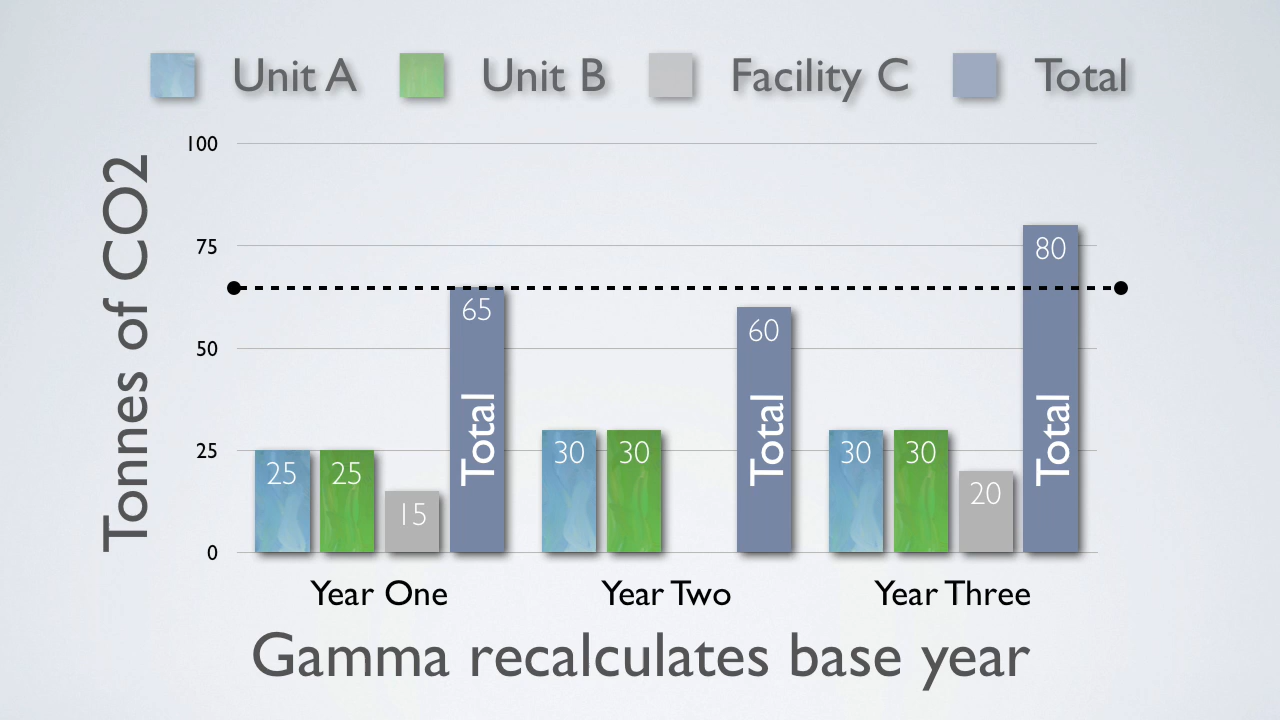 Unit A Unit B Facility C Total
Tonnes of CO2
100
75
50
25
0
25 25 15 65 Total
30 30 60 Total
30 30 20 80 Total
Year One Year Two Year Three
Gamma recalculates base year